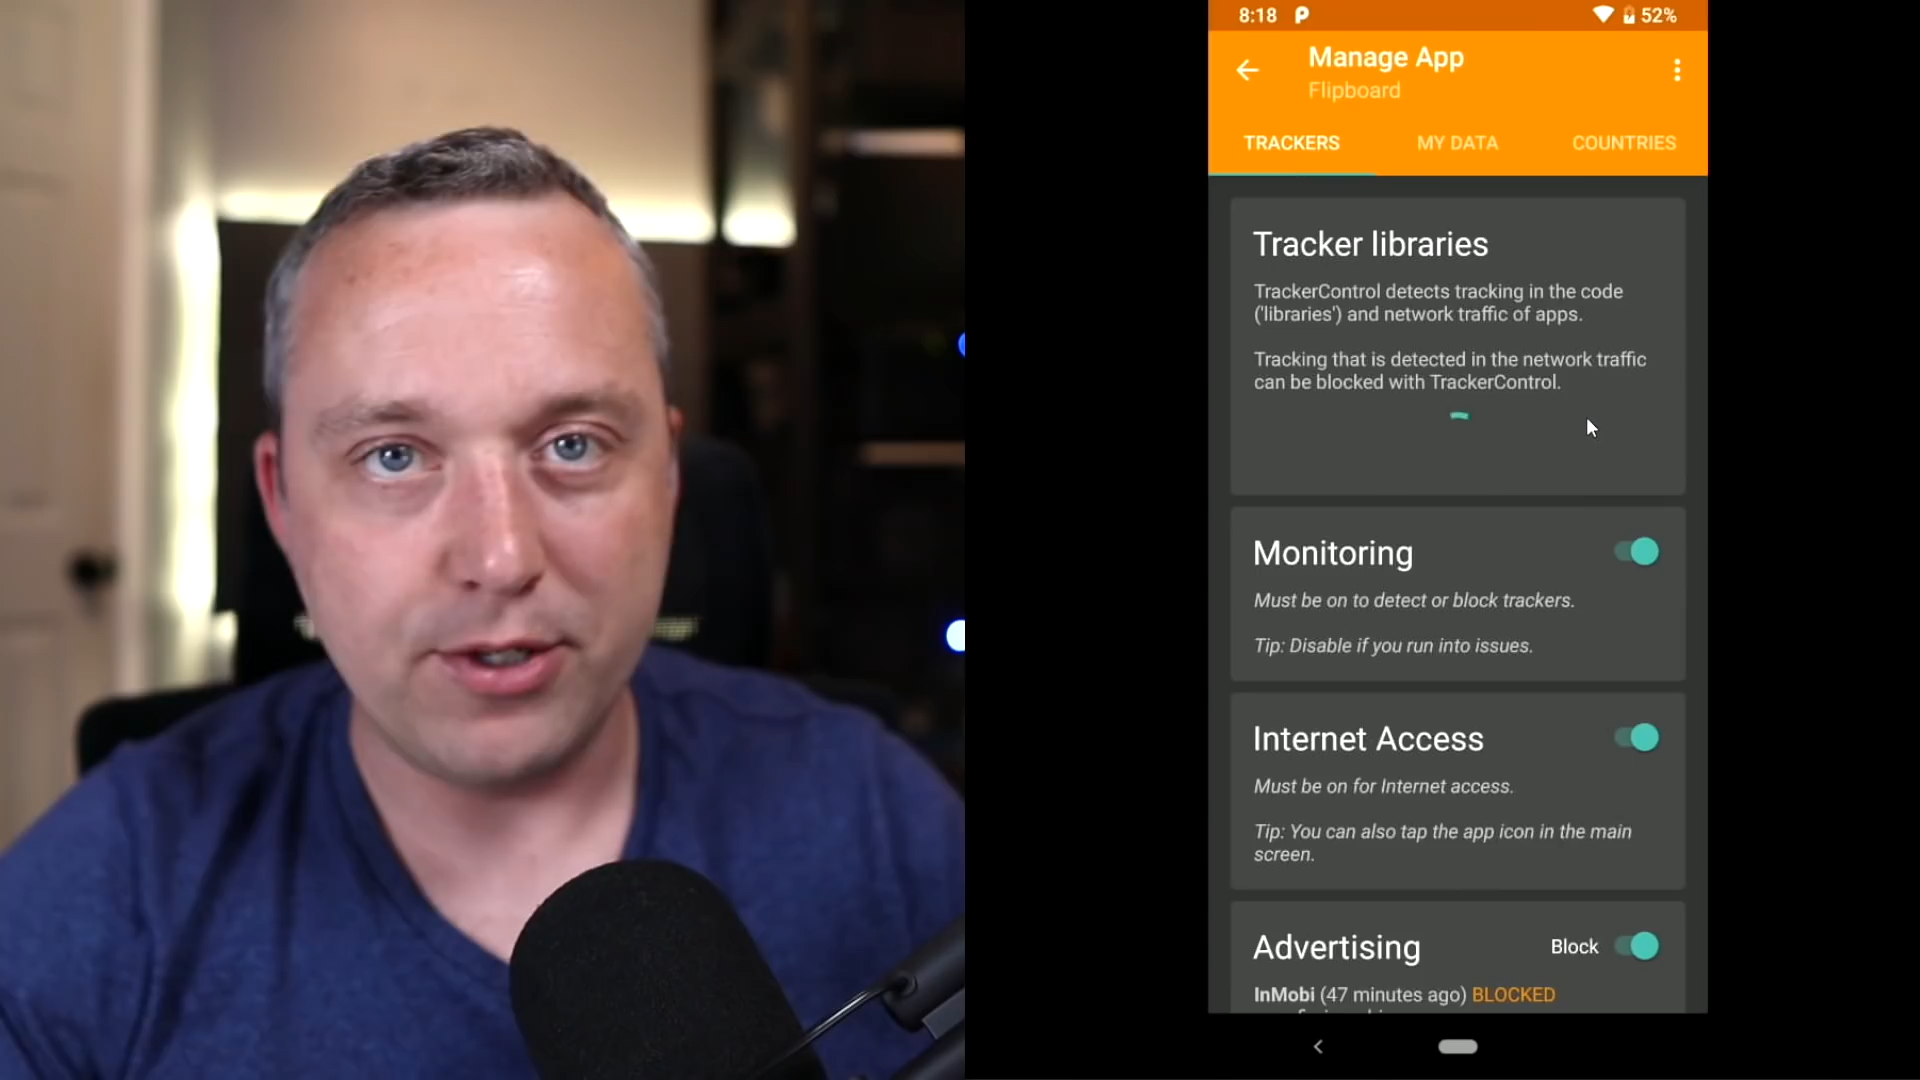 8:18
52%
Manage App
Flipboard
TRACKERS
MY DATA
COUNTRIES
Tracker libraries
TrackerControl detects tracking in the code
('libraries') and network traffic of apps.
Tracking that is detected in the network traffic
can be blocked with TrackerControl.
Monitoring
Must be on to detect or block trackers.
Tip: Disable if you run into issues.
Internet Access
Must be on for Internet access.
Tip: You can also tap the app icon in the main
screen.
Advertising
Block
InMobi (47 minutes ago) BLOCKED